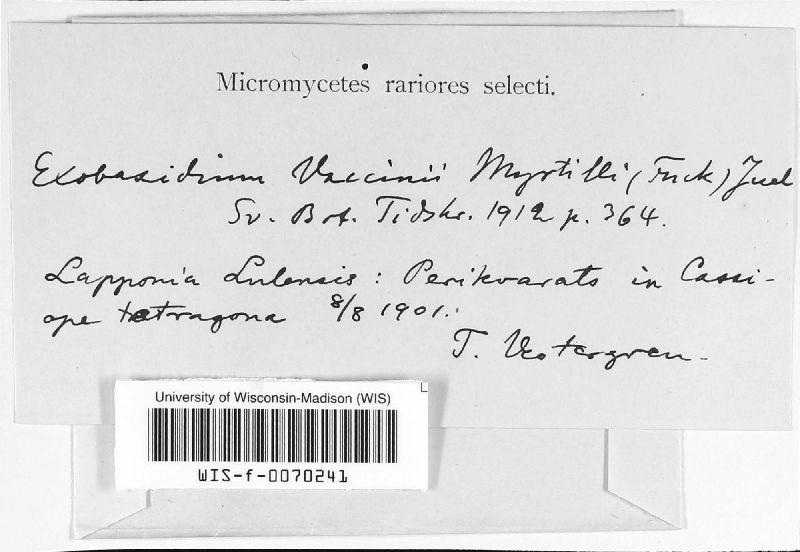 Micromycetes rariores selecti.
Exobasidium Vaccinii Myrtilli (Fuck) Juel
Sv. Bot. Tidskr. 1912 p. 364.
Lapponia Lulensis: Perikvarats in Cassi-
ope tetragona 8/8 1901.
T. Vestergren.
University of Wisconsin-Madison (WIS)
WIS-f-0070241